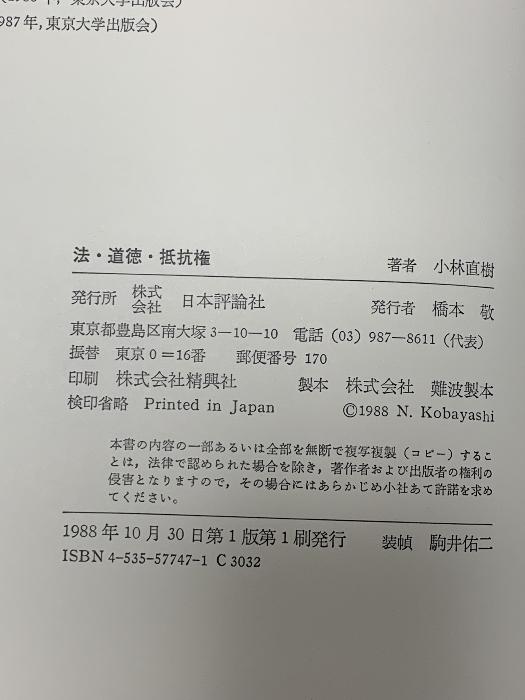 987年, 東京大学出版会)
法・道徳・抵抗権
著者 小林直樹
発行所 株式会社 日本評論社 発行者 橋本 敬
東京都豊島区南大塚3―10―10 電話 (03) 987―8611 (代表)
振替 東京0=16番 郵便番号 170
印刷 株式会社精興社 製本 株式会社 難波製本
検印省略 Printed in Japan ©1988 N. Kobayashi
本書の内容の一部あるいは全部を無断で複写複製 (コピー) するこ
とは, 法律で認められた場合を除き, 著作者および出版者の権利の
侵害となりますので, その場合にはあらかじめ小社あて許諾を求め
てください。
1988年10月30日第1版第1刷発行 装幀 駒井佑二
ISBN 4-535-57747-1 C 3032